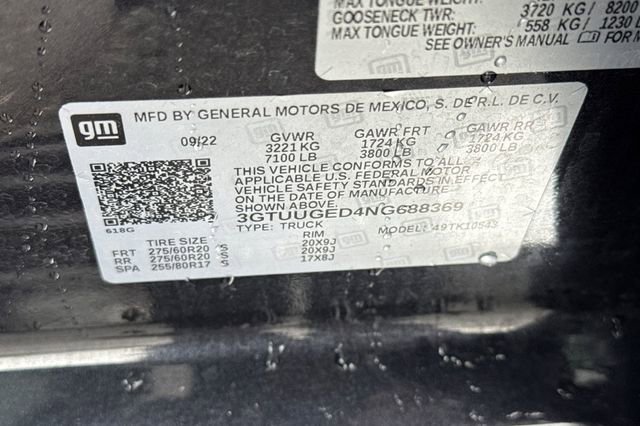 MAX TONGUE WEIGHT:
GOOSENECK TWR: 3720 KG / 8200
MAX TONGUE WEIGHT: 558 KG / 1230 L
SEE OWNER'S MANUAL FOR M
gm
MFD BY GENERAL MOTORS DE MEXICO, S. DE R.L. DE C.V.
09/22 GVWR GAWR FRT GAWR RR
3221 KG 1724 KG 1724 KG
7100 LB 3800 LB 3800 LB
THIS VEHICLE CONFORMS TO ALL
APPLICABLE U.S. FEDERAL MOTOR
VEHICLE SAFETY STANDARDS IN EFFECT
ON THE DATE OF MANUFACTURE
SHOWN ABOVE.
3GTUUGED4NG688369
618G
TYPE: TRUCK MODEL: 49TK10543
TIRE SIZE RIM
FRT 275/60R20 S 20X9J
RR 275/60R20 S 20X9J
SPA 255/80R17 S 17X8J